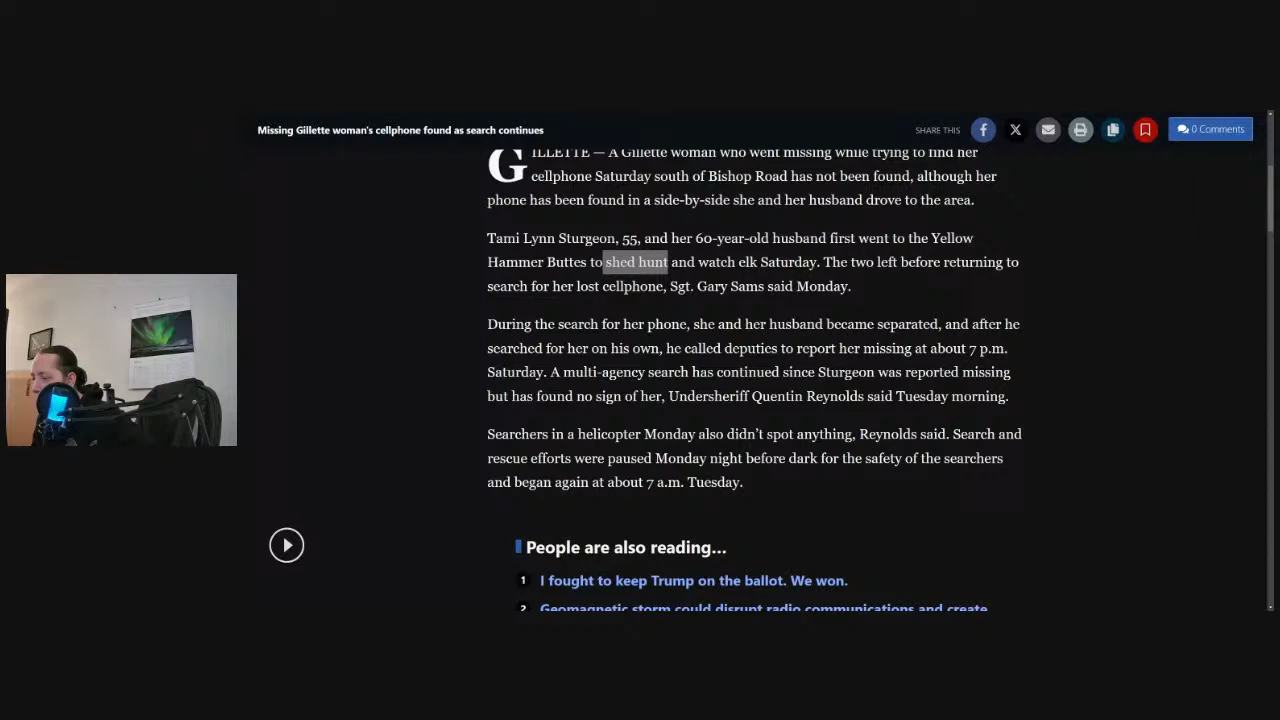 Missing Gillette woman's cellphone found as search continues
SHARE THIS
0 Comments
GILLETTE — A Gillette woman who went missing while trying to find her
cellphone Saturday south of Bishop Road has not been found, although her
phone has been found in a side-by-side she and her husband drove to the area.
Tami Lynn Sturgeon, 55, and her 60-year-old husband first went to the Yellow
Hammer Buttes to shed hunt and watch elk Saturday. The two left before returning to
search for her lost cellphone, Sgt. Gary Sams said Monday.
During the search for her phone, she and her husband became separated, and after he
searched for her on his own, he called deputies to report her missing at about 7 p.m.
Saturday. A multi-agency search has continued since Sturgeon was reported missing
but has found no sign of her, Undersheriff Quentin Reynolds said Tuesday morning.
Searchers in a helicopter Monday also didn’t spot anything, Reynolds said. Search and
rescue efforts were paused Monday night before dark for the safety of the searchers
and began again at about 7 a.m. Tuesday.
People are also reading…
1 I fought to keep Trump on the ballot. We won.
2 Geomagnetic storm could disrupt radio communications and create